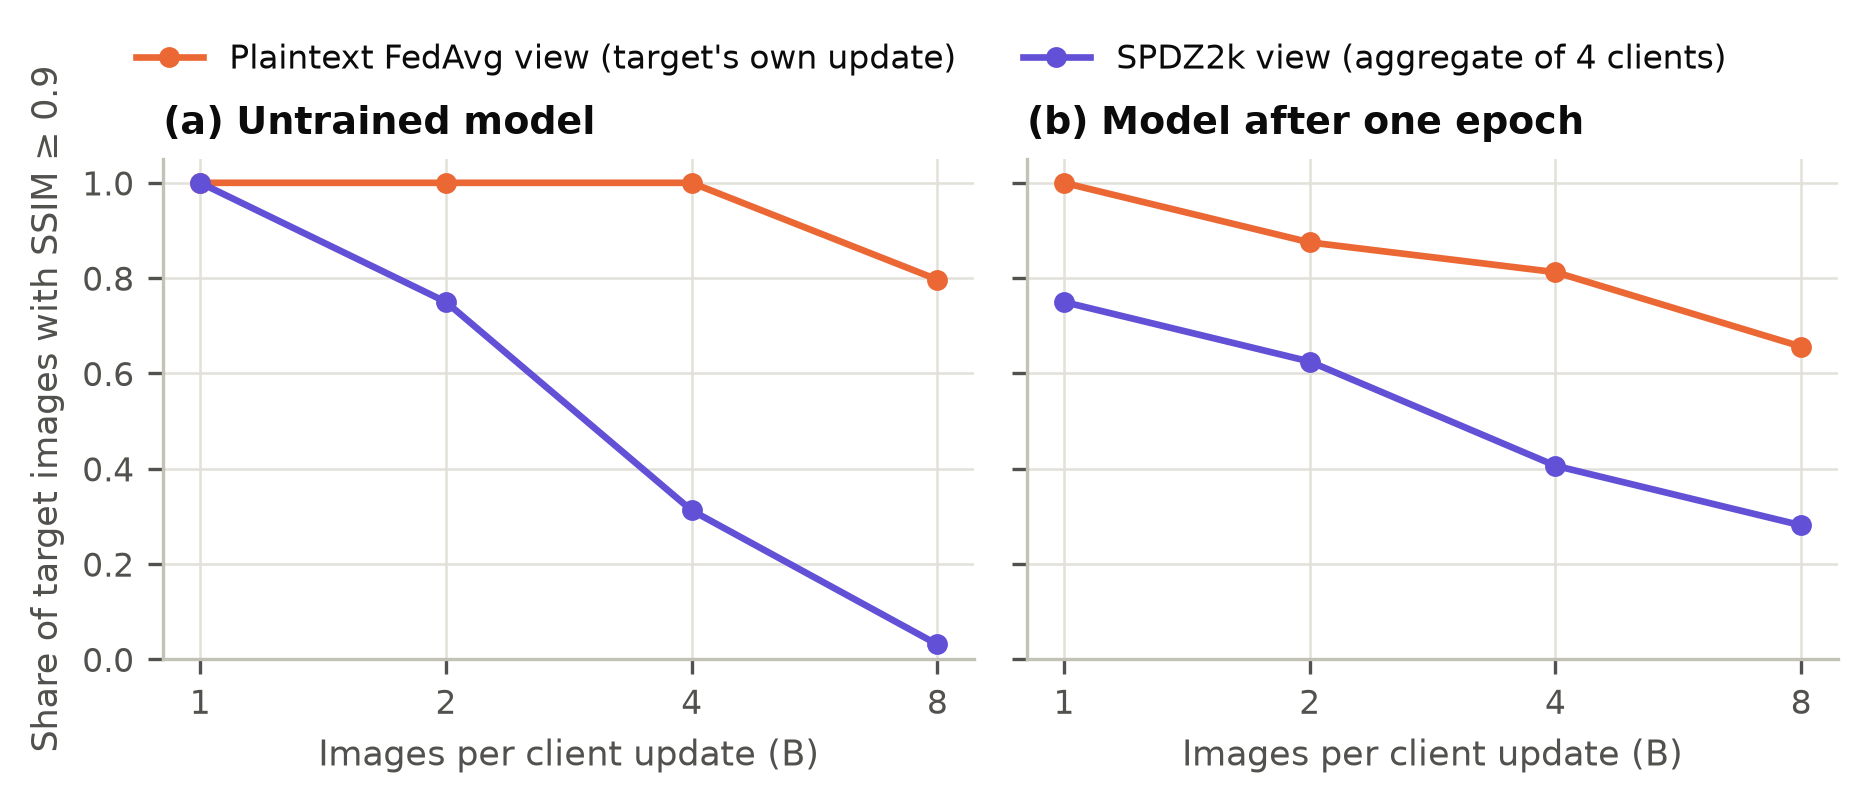 Plaintext FedAvg view (target's own update)
SPDZ2k view (aggregate of 4 clients)
(a) Untrained model
(b) Model after one epoch
Share of target images with SSIM ≥ 0.9
1.0
0.8
0.6
0.4
0.2
0.0
1 2 4 8
1 2 4 8
Images per client update (B)
Images per client update (B)